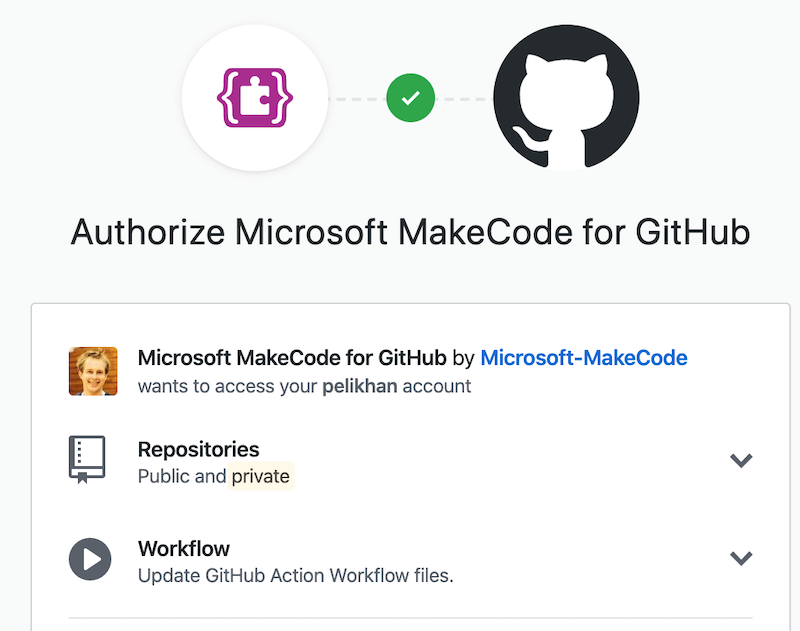 Authorize Microsoft MakeCode for GitHub
Microsoft MakeCode for GitHub by Microsoft-MakeCode
wants to access your pelikhan account
Repositories
Public and private
Workflow
Update GitHub Action Workflow files.